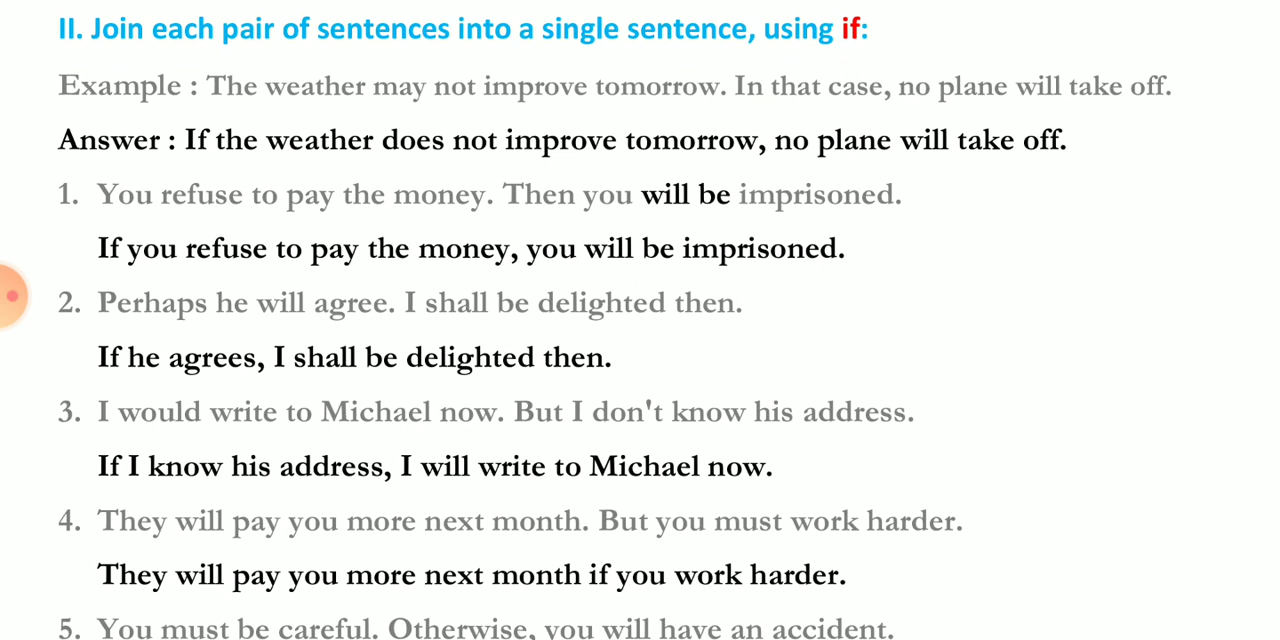 II. Join each pair of sentences into a single sentence, using if:
Example : The weather may not improve tomorrow. In that case, no plane will take off.
Answer : If the weather does not improve tomorrow, no plane will take off.
1. You refuse to pay the money. Then you will be imprisoned.
If you refuse to pay the money, you will be imprisoned.
2. Perhaps he will agree. I shall be delighted then.
If he agrees, I shall be delighted then.
3. I would write to Michael now. But I don't know his address.
If I know his address, I will write to Michael now.
4. They will pay you more next month. But you must work harder.
They will pay you more next month if you work harder.
5. You must be careful. Otherwise, you will have an accident.